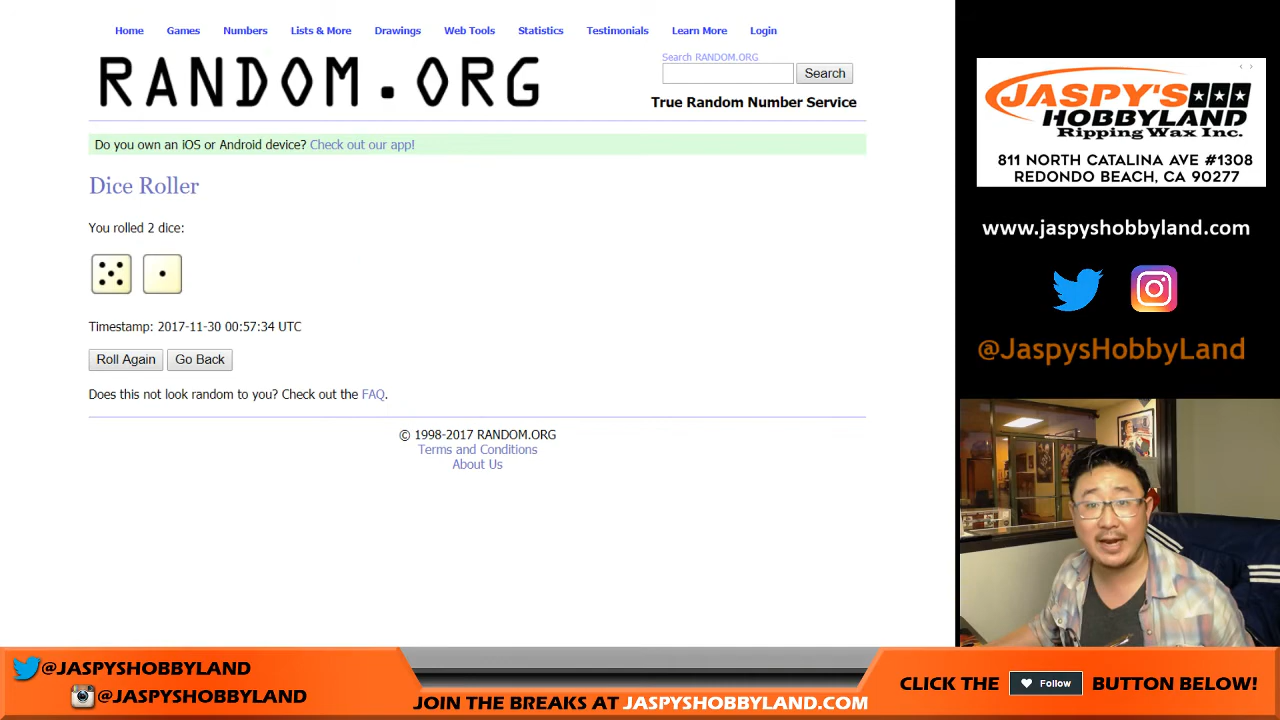 Home Games Numbers Lists & More Drawings Web Tools Statistics Testimonials Learn More Login
RANDOM.ORG
Search RANDOM.ORG
Search
True Random Number Service
Do you own an iOS or Android device? Check out our app!
Dice Roller
You rolled 2 dice:
Timestamp: 2017-11-30 00:57:34 UTC
Roll Again Go Back
Does this not look random to you? Check out the FAQ.
© 1998-2017 RANDOM.ORG
Terms and Conditions
About Us
JASPY'S
HOBBYLAND
Ripping Wax Inc.
811 NORTH CATALINA AVE #1308
REDONDO BEACH, CA 90277
www.jaspyshobbyland.com
@JaspysHobbyLand
@JASPYSHOBBYLAND
@JASPYSHOBBYLAND
JOIN THE BREAKS AT JASPYSHOBBYLAND.COM
CLICK THE Follow BUTTON BELOW!